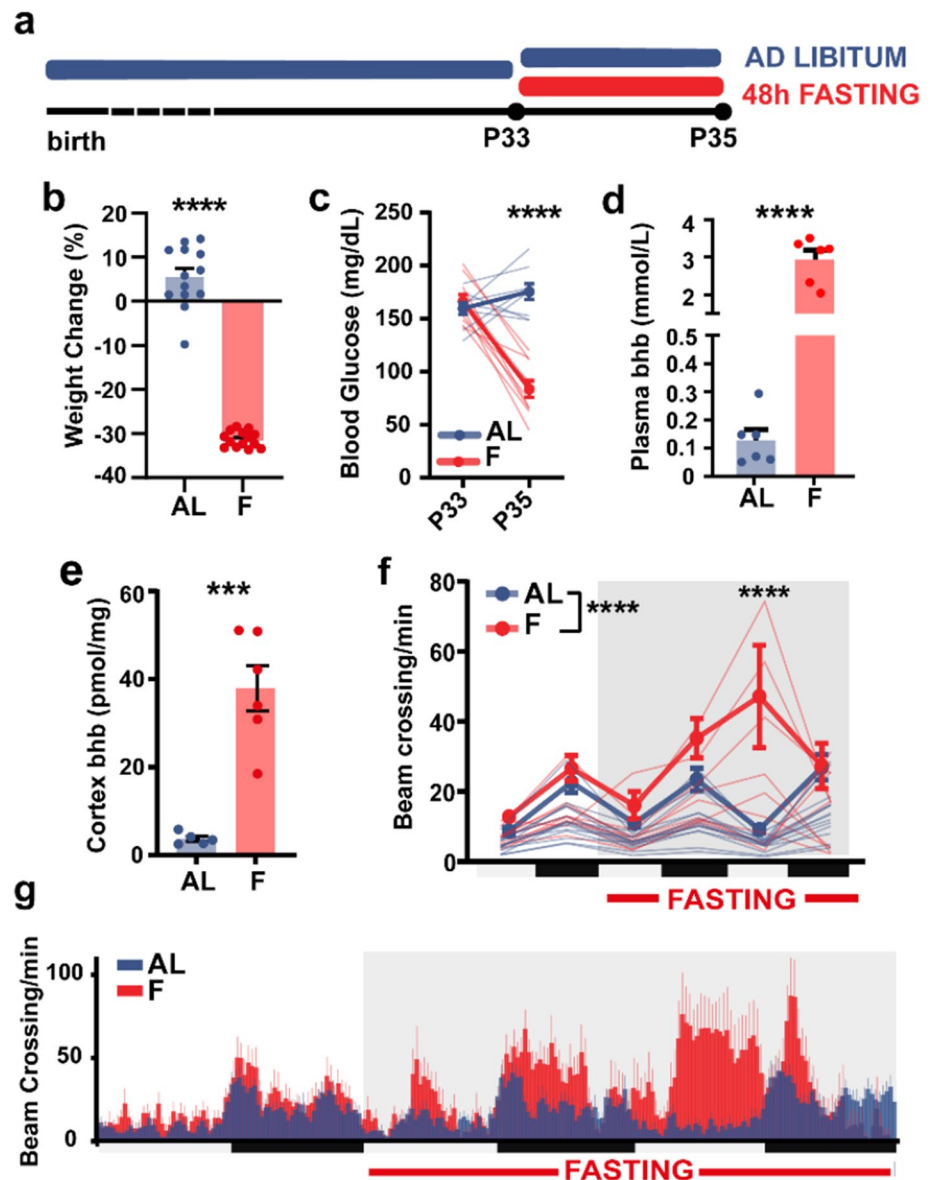 a
AD LIBITUM
48h FASTING
birth
P33
P35
b
Weight Change (%)
****
20
10
0
-10
-20
-30
-40
AL
F
c
Blood Glucose (mg/dL)
****
250
200
150
100
50
0
AL
F
P33
P35
d
Plasma bhb (mmol/L)
****
4
3
2
0.5
0.4
0.3
0.2
0.1
0
AL
F
e
Cortex bhb (pmol/mg)
***
60
40
20
0
AL
F
f
Beam crossing/min
80
60
40
20
0
AL
F
****
****
FASTING
g
Beam Crossing/min
100
50
0
AL
F
FASTING